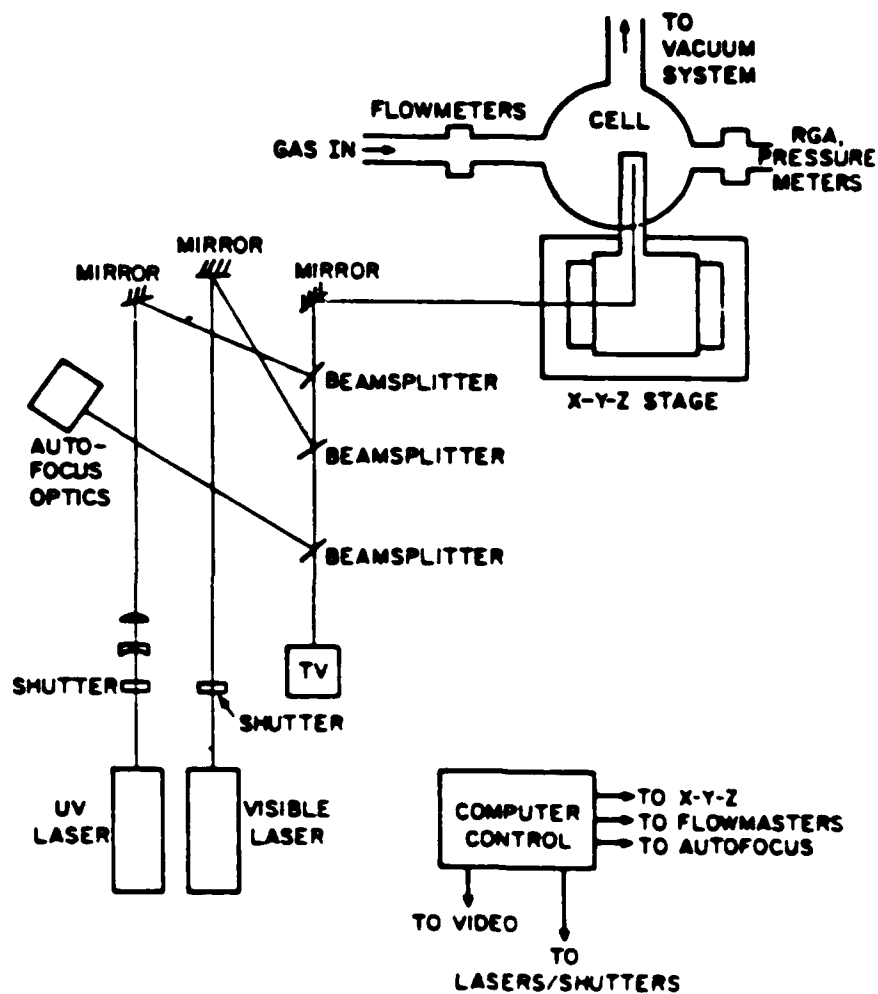 TO
VACUUM
SYSTEM
FLOWMETERS
CELL
GAS IN
RGA,
PRESSURE
METERS
MIRROR
MIRROR
MIRROR
BEAMSPLITTER
X-Y-Z STAGE
AUTO-
FOCUS
OPTICS
BEAMSPLITTER
BEAMSPLITTER
TV
SHUTTER
SHUTTER
UV
LASER
VISIBLE
LASER
COMPUTER
CONTROL
TO X-Y-Z
TO FLOWMASTERS
TO AUTOFOCUS
TO VIDEO
TO
LASERS/SHUTTERS